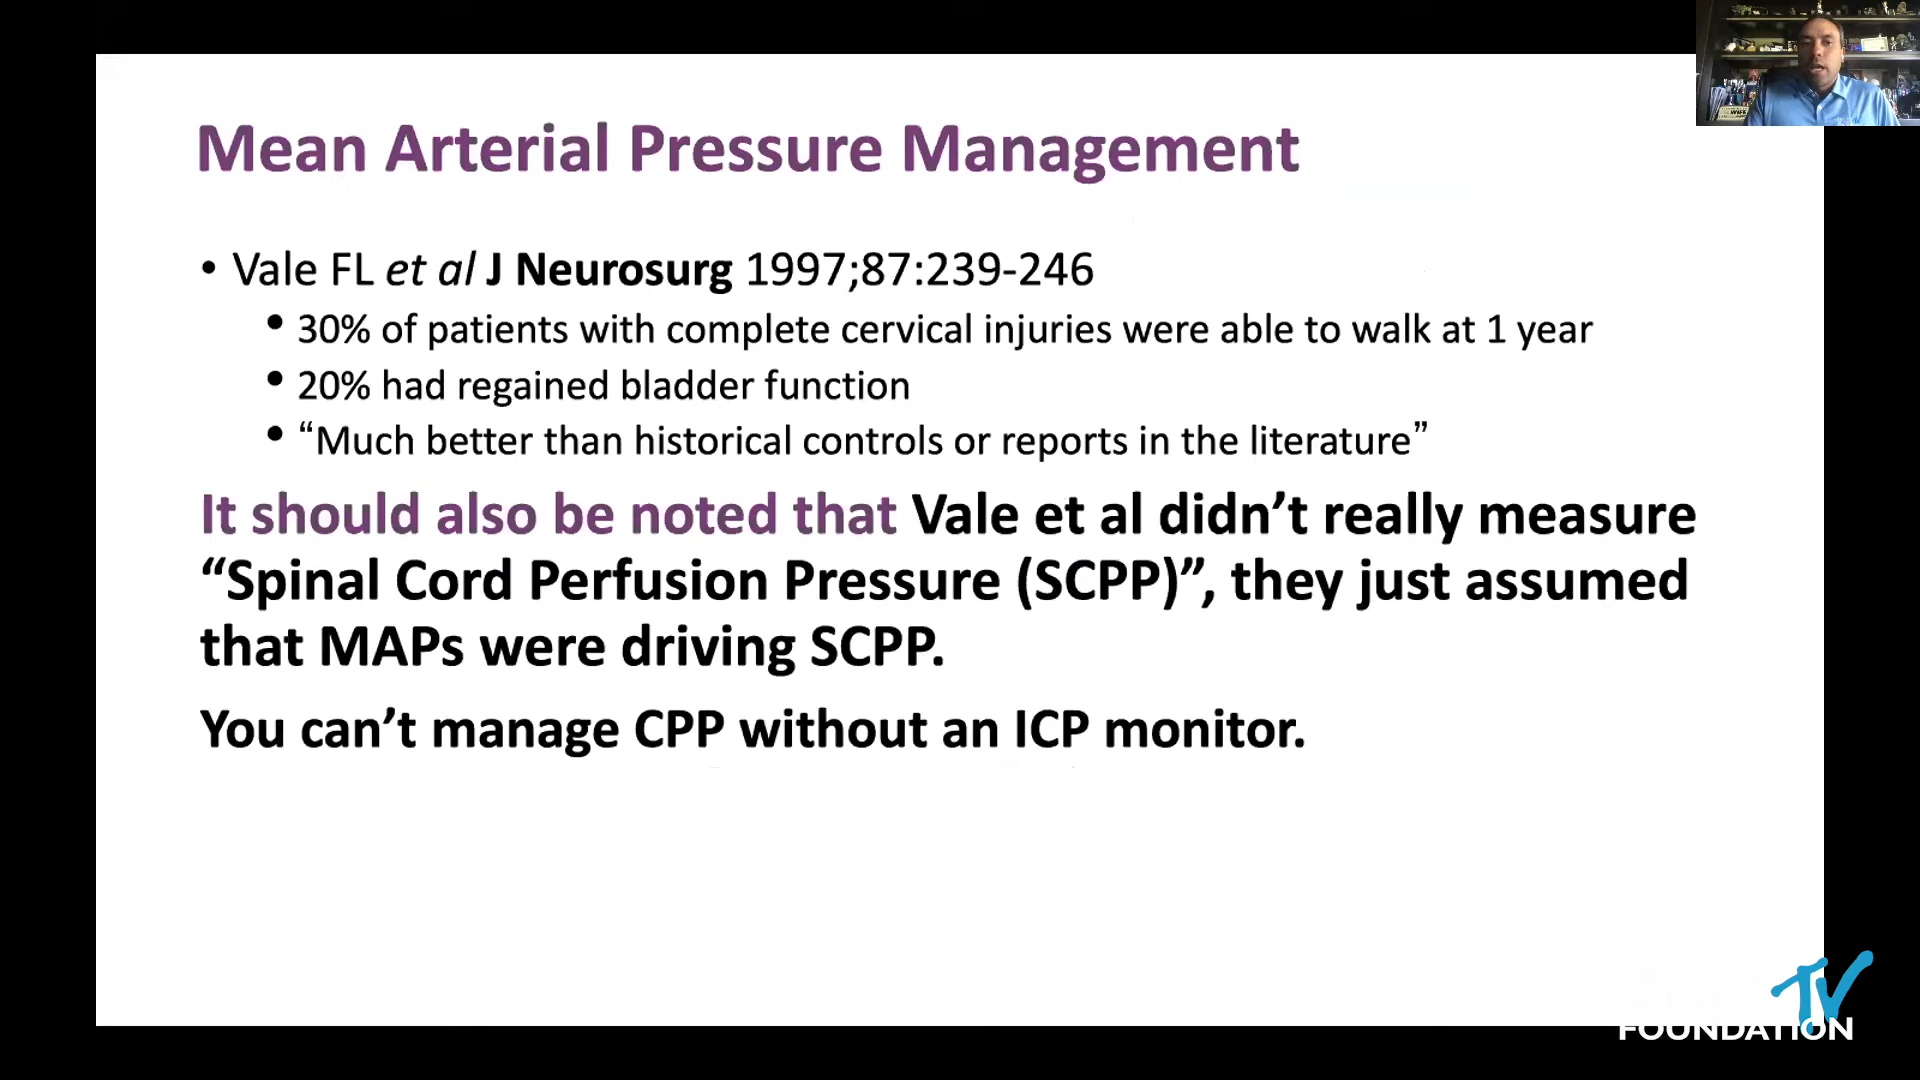 Mean Arterial Pressure Management
• Vale FL et al J Neurosurg 1997;87:239-246
• 30% of patients with complete cervical injuries were able to walk at 1 year
• 20% had regained bladder function
• “Much better than historical controls or reports in the literature”
It should also be noted that Vale et al didn’t really measure
“Spinal Cord Perfusion Pressure (SCPP)”, they just assumed
that MAPs were driving SCPP.
You can’t manage CPP without an ICP monitor.
TV
FOUNDATION